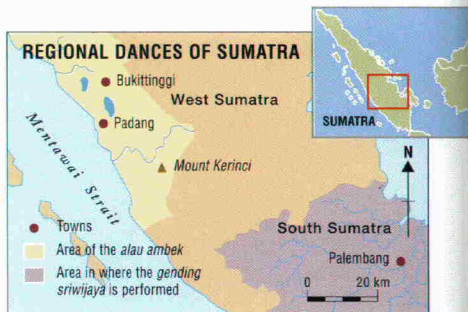 REGIONAL DANCES OF SUMATRA
Bukittinggi
West Sumatra
Padang
Mentawai Strait
Mount Kerinci
SUMATRA
N
Towns
Area of the alau ambek
Area in where the gending
sriwijaya is performed
South Sumatra
Palembang
0 20 km